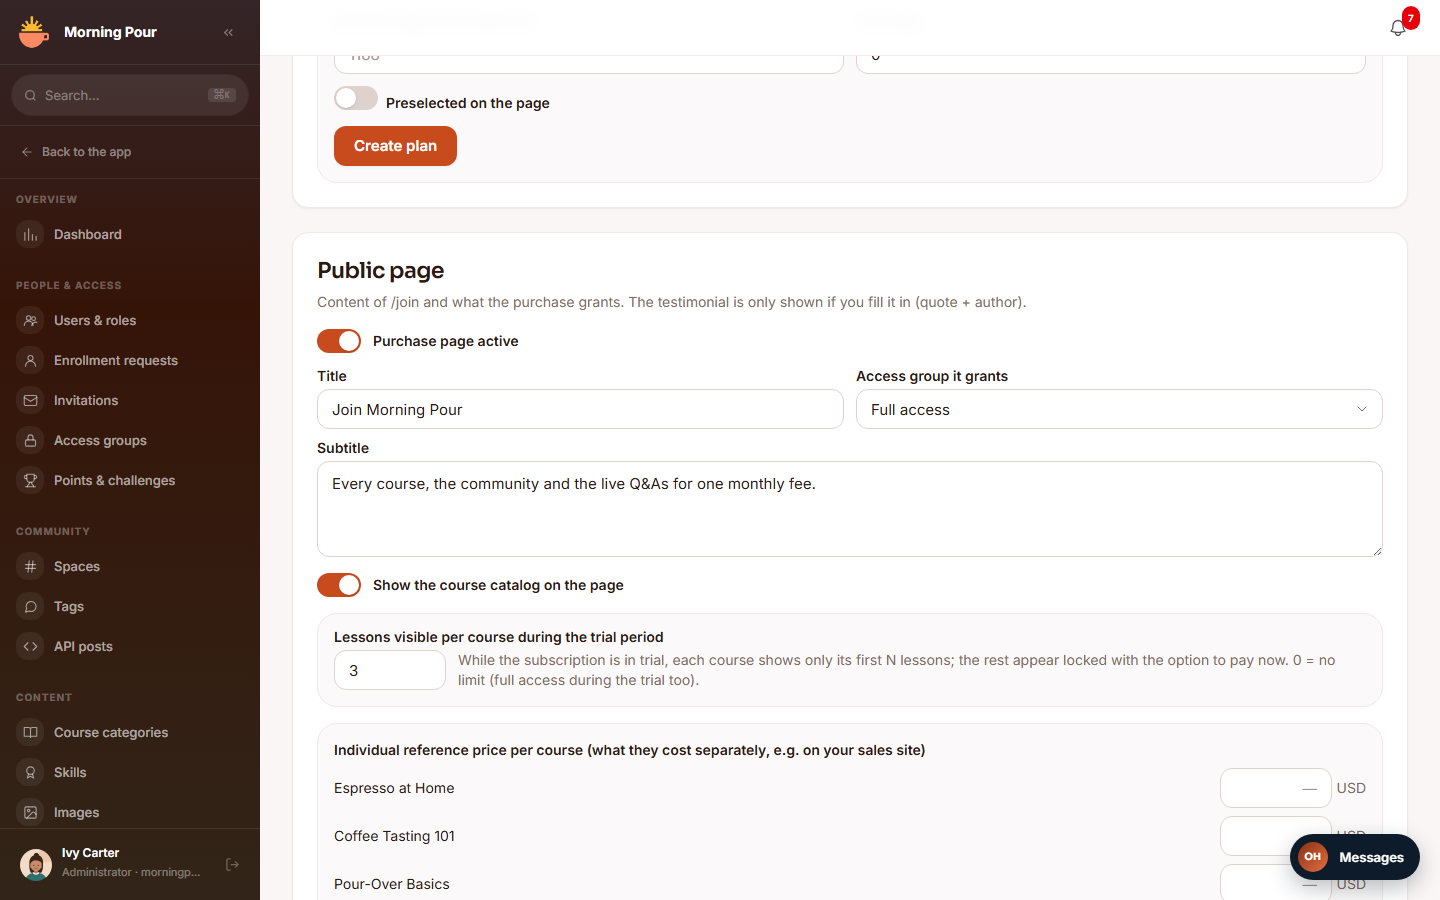 Morning Pour
7
Search...
⌘K
Back to the app
OVERVIEW
Dashboard
PEOPLE & ACCESS
Users & roles
Enrollment requests
Invitations
Access groups
Points & challenges
COMMUNITY
Spaces
Tags
API posts
CONTENT
Course categories
Skills
Images
Ivy Carter
Administrator · morningp...
Preselected on the page
Create plan
Public page
Content of /join and what the purchase grants. The testimonial is only shown if you fill it in (quote + author).
Purchase page active
Title
Access group it grants
Join Morning Pour
Full access
Subtitle
Every course, the community and the live Q&As for one monthly fee.
Show the course catalog on the page
Lessons visible per course during the trial period
3
While the subscription is in trial, each course shows only its first N lessons; the rest appear locked with the option to pay now. 0 = no
limit (full access during the trial too).
Individual reference price per course (what they cost separately, e.g. on your sales site)
Espresso at Home
— USD
Coffee Tasting 101
USD
Pour-Over Basics
— USD
OH Messages